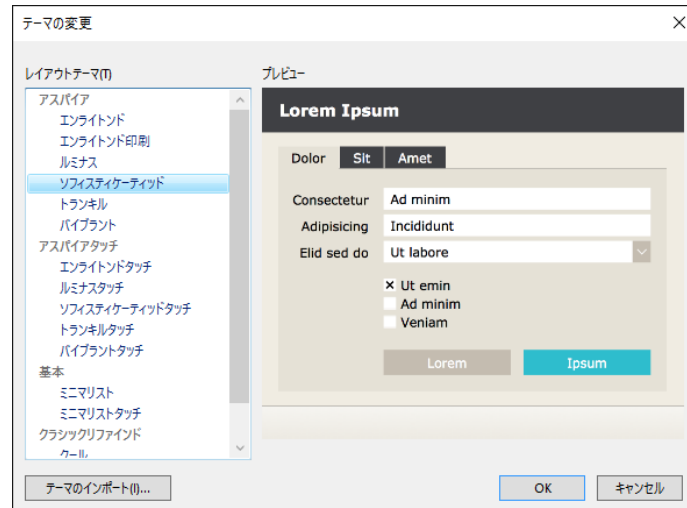 テーマの変更
レイアウトテーマ(T)
アスパイア
エンライトンド
エンライトンド印刷
ルミナス
ソフィスティケーティッド
トランキル
バイブラント
アスパイアタッチ
エンライトンドタッチ
ルミナスタッチ
ソフィスティケーティッドタッチ
トランキルタッチ
バイブラントタッチ
基本
ミニマリスト
ミニマリストタッチ
クラシックリファインド
クール
プレビュー
Lorem Ipsum
Dolor Sit Amet
Consectetur Ad minim
Adipisicing Incididunt
Elid sed do Ut labore
Ut emin
Ad minim
Veniam
Lorem Ipsum
テーマのインポート(I)... OK キャンセル